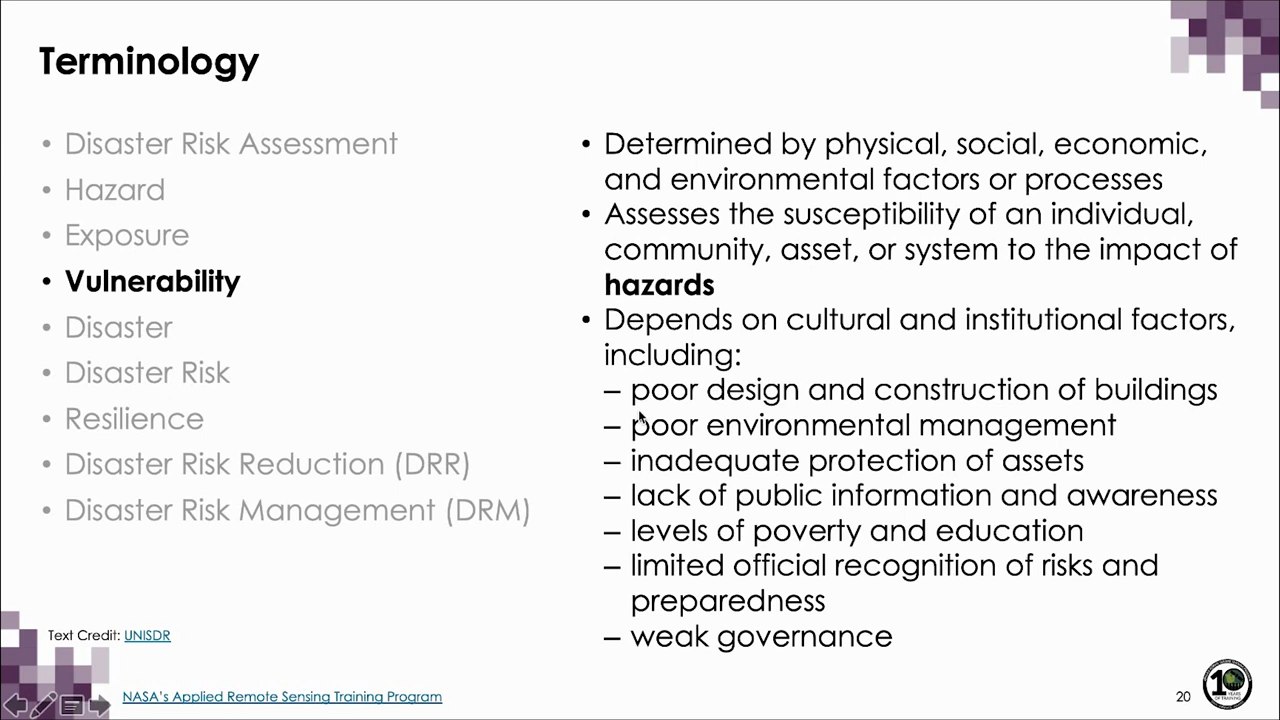 Terminology
• Disaster Risk Assessment
• Hazard
• Exposure
• Vulnerability
• Disaster
• Disaster Risk
• Resilience
• Disaster Risk Reduction (DRR)
• Disaster Risk Management (DRM)
• Determined by physical, social, economic,
and environmental factors or processes
• Assesses the susceptibility of an individual,
community, asset, or system to the impact of
hazards
• Depends on cultural and institutional factors,
including:
– poor design and construction of buildings
– poor environmental management
– inadequate protection of assets
– lack of public information and awareness
– levels of poverty and education
– limited official recognition of risks and
preparedness
– weak governance
Text Credit: UNISDR
NASA's Applied Remote Sensing Training Program
20